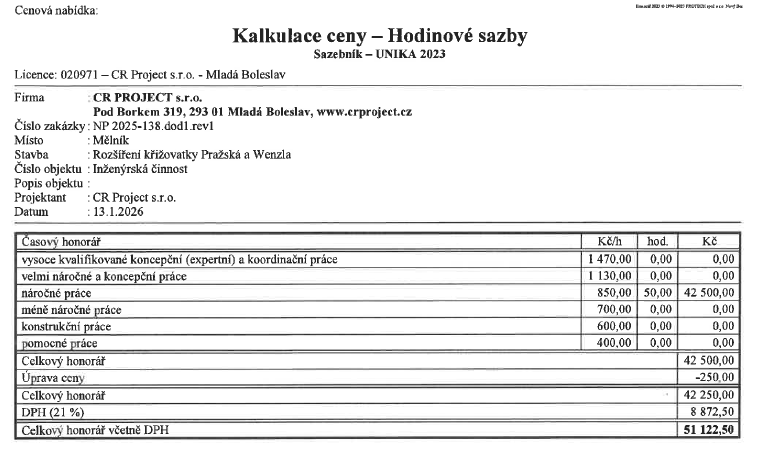 Cenová nabídka:
Kalkulace ceny – Hodinové sazby
Sazebník – UNIKA 2023
Licence: 020971 – CR Project s.r.o. - Mladá Boleslav
Firma : CR PROJECT s.r.o.
Pod Borkem 319, 293 01 Mladá Boleslav, www.crproject.cz
Číslo zakázky : NP 2025-138.dod1.rev1
Místo : Mělník
Stavba : Rozšíření křižovatky Pražská a Wenzla
Číslo objektu : Inženýrská činnost
Popis objektu :
Projektant : CR Project s.r.o.
Datum : 13.1.2026
Časový honorář Kč/h hod. Kč
vysoce kvalifikované koncepční (expertní) a koordinační práce 1 470,00 0,00 0,00
velmi náročné a koncepční práce 1 130,00 0,00 0,00
náročné práce 850,00 50,00 42 500,00
méně náročné práce 700,00 0,00 0,00
konstrukční práce 600,00 0,00 0,00
pomocné práce 400,00 0,00 0,00
Celkový honorář 42 500,00
Úprava ceny -250,00
Celkový honorář 42 250,00
DPH (21 %) 8 872,50
Celkový honorář včetně DPH 51 122,50